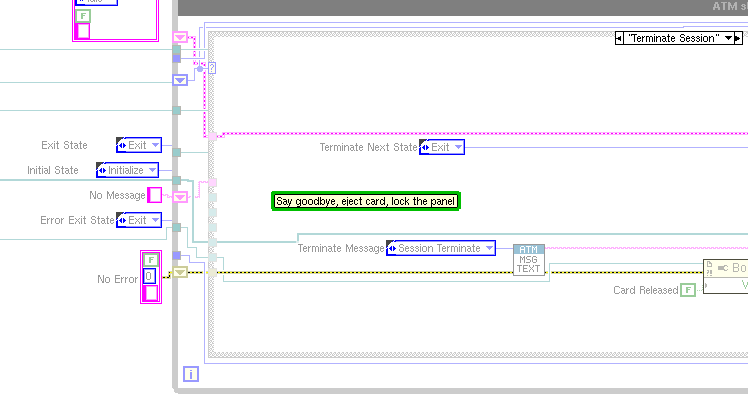 ATM s
Idle
F
"Terminate Session"
?
Exit State
Exit
Terminate Next State
Exit
Initial State
Initialize
No Message
Say goodbye, eject card, lock the panel
Error Exit State
Exit
Terminate Message
Session Terminate
ATM
MSG
TEXT
F
No Error
0
Bo
?!
V
Card Released
F
i